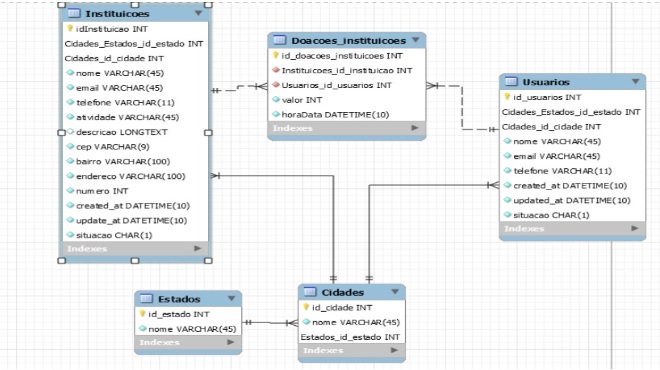 Instituicoes
idInstituicao INT
Cidades_Estados_id_estado INT
Cidades_id_cidade INT
nome VARCHAR(45)
email VARCHAR(45)
telefone VARCHAR(11)
atividade VARCHAR(45)
descricao LONGTEXT
cep VARCHAR(9)
bairro VARCHAR(100)
endereco VARCHAR(100)
numero INT
created_at DATETIME(10)
update_at DATETIME(10)
situacao CHAR(1)
Indexes
Doacoes_instituicoes
id_doacoes_instituicoes INT
Instituicoes_id_instituicao INT
Usuarios_id_usuarios INT
valor INT
horaData DATETIME(10)
Indexes
Usuarios
id_usuarios INT
Cidades_Estados_id_estado INT
Cidades_id_cidade INT
nome VARCHAR(45)
email VARCHAR(45)
telefone VARCHAR(11)
created_at DATETIME(10)
updated_at DATETIME(10)
situacao CHAR(1)
Indexes
Estados
id_estado INT
nome VARCHAR(45)
Indexes
Cidades
id_cidade INT
nome VARCHAR(45)
Estados_id_estado INT
Indexes